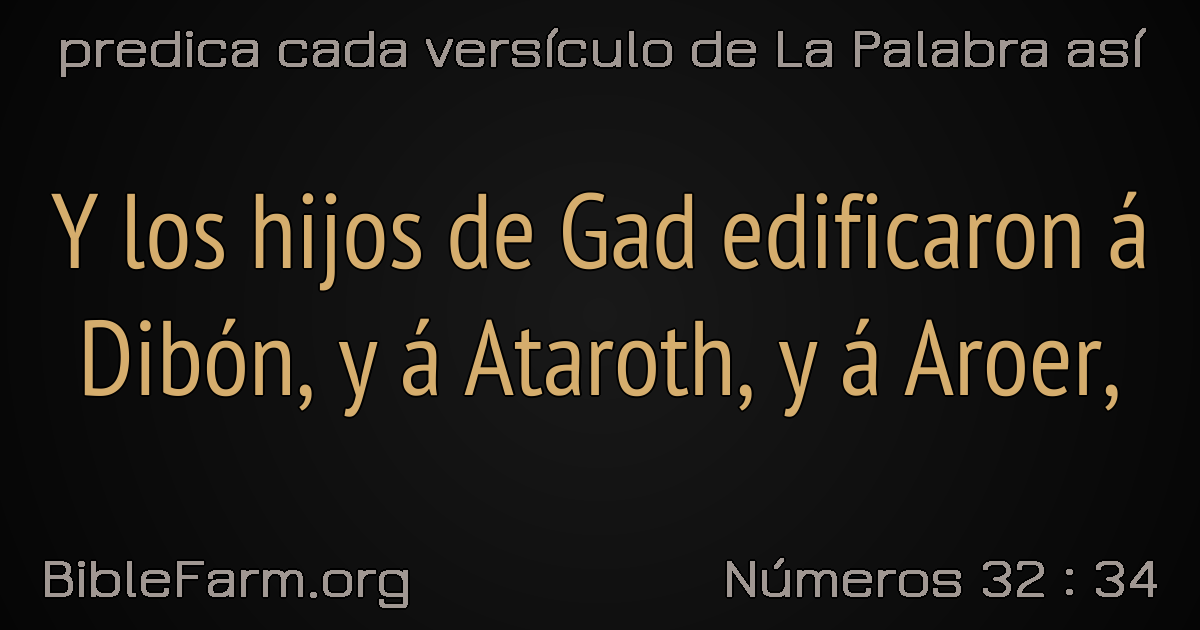 predica cada versículo de La Palabra así
Y los hijos de Gad edificaron á
Dibón, y á Ataroth, y á Aroer,
BibleFarm.org
Números 32 : 34